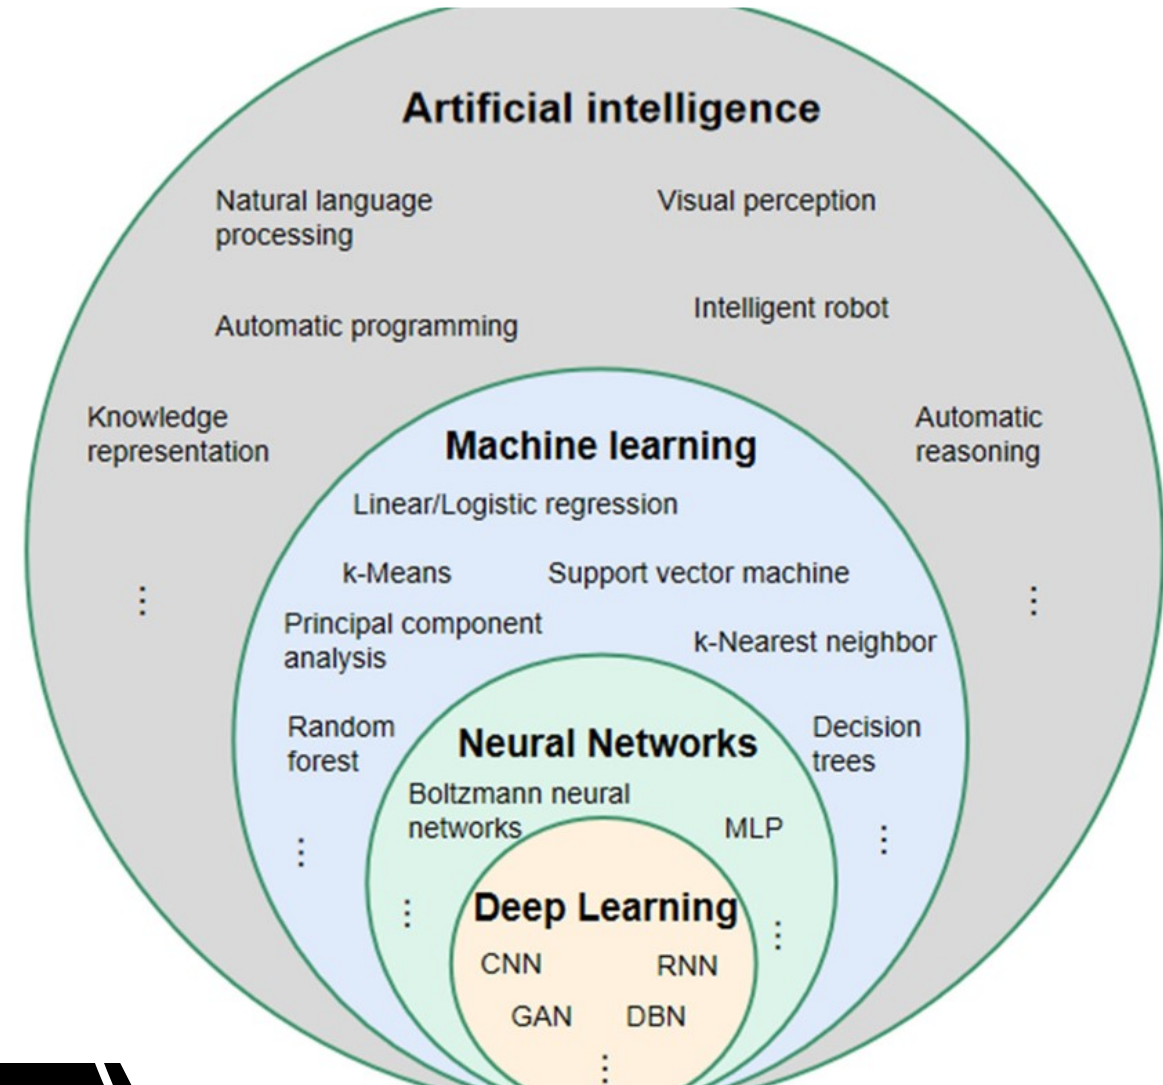 Artificial intelligence
Natural language
processing
Visual perception
Automatic programming
Intelligent robot
Knowledge
representation
Automatic
reasoning
Machine learning
Linear/Logistic regression
k-Means
Support vector machine
Principal component
analysis
k-Nearest neighbor
Random
forest
Decision
trees
Neural Networks
Boltzmann neural
networks
MLP
Deep Learning
CNN
RNN
GAN
DBN